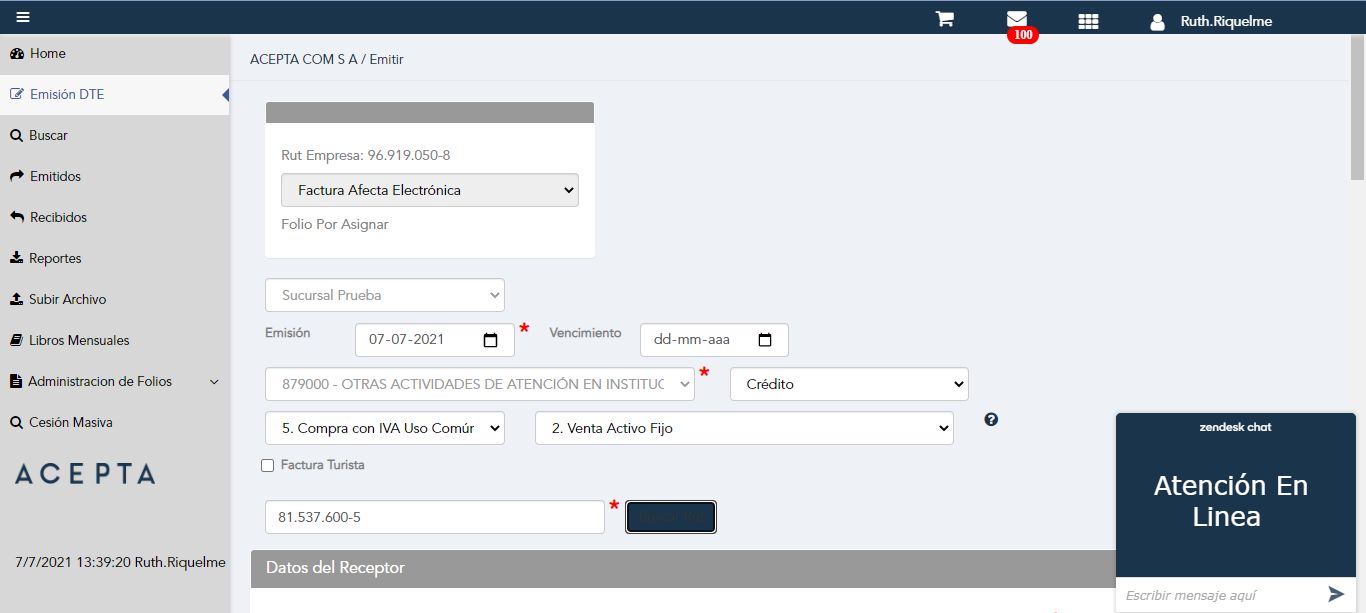 Ruth.Riquelme
100
Home
Emisión DTE
Buscar
Emitidos
Recibidos
Reportes
Subir Archivo
Libros Mensuales
Administracion de Folios
Cesión Masiva
ACEPTA
7/7/2021 13:39:20 Ruth.Riquelme
ACEPTA COM S A / Emitir
Rut Empresa: 96.919.050-8
Factura Afecta Electrónica
Folio Por Asignar
Sucursal Prueba
Emisión 07-07-2021 * Vencimiento dd-mm-aaa
879000 - OTRAS ACTIVIDADES DE ATENCIÓN EN INSTITUC * Crédito
5. Compra con IVA Uso Comúr 2. Venta Activo Fijo
Factura Turista
81.537.600-5 *
Datos del Receptor
zendesk chat
Atención En
Linea
Escribir mensaje aquí